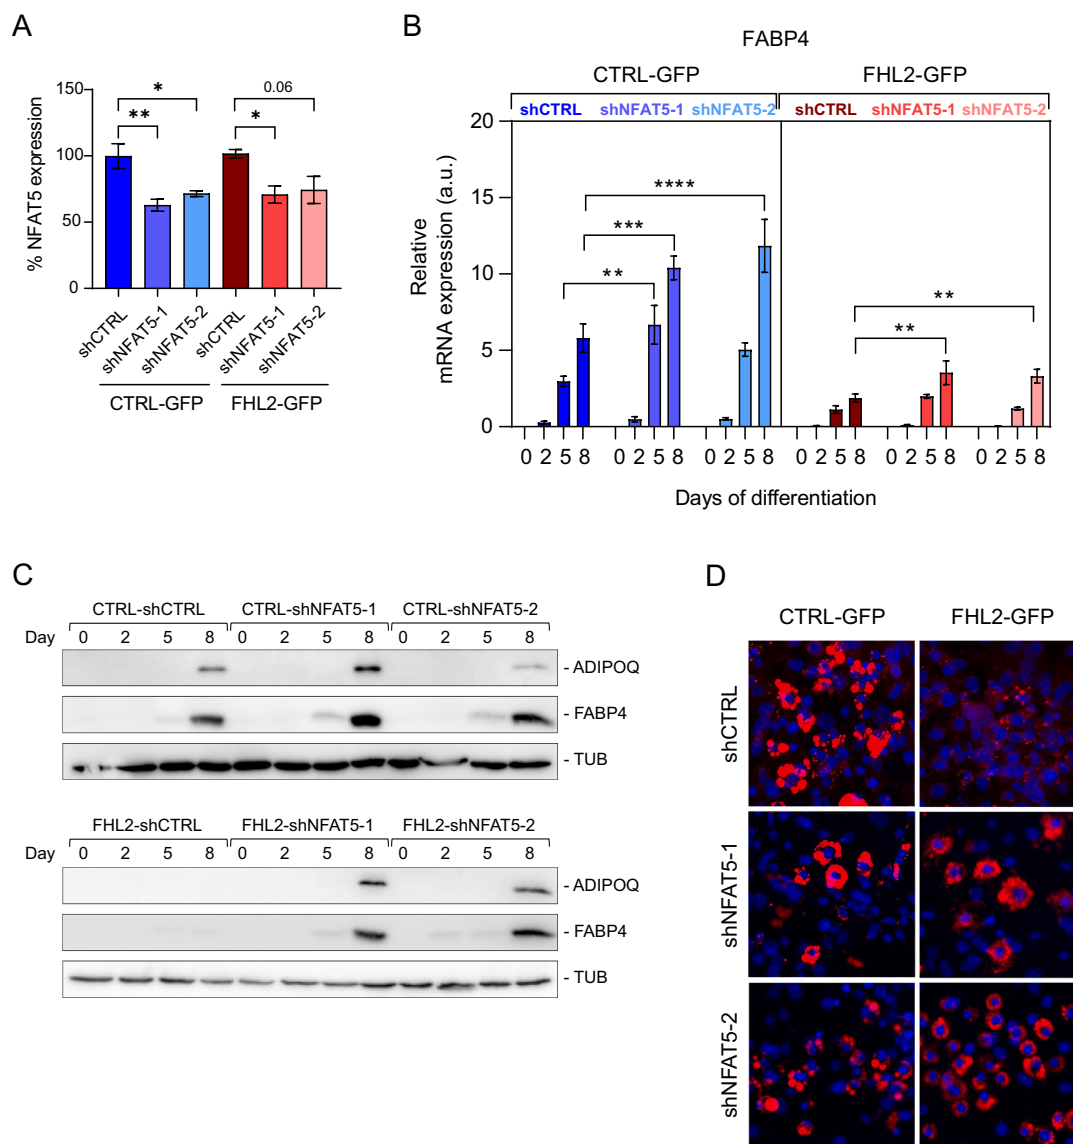 A
% NFAT5 expression
150
100
50
0
**
*
*
0.06
shCTRL
shNFAT5-1
shNFAT5-2
shCTRL
shNFAT5-1
shNFAT5-2
CTRL-GFP
FHL2-GFP
B
FABP4
CTRL-GFP
FHL2-GFP
shCTRL
shNFAT5-1
shNFAT5-2
shCTRL
shNFAT5-1
shNFAT5-2
Relative
mRNA expression (a.u.)
20
15
10
5
0
****
***
**
**
**
0 2 5 8 0 2 5 8 0 2 5 8 0 2 5 8 0 2 5 8 0 2 5 8
Days of differentiation
C
CTRL-shCTRL CTRL-shNFAT5-1 CTRL-shNFAT5-2
Day 0 2 5 8 0 2 5 8 0 2 5 8
- ADIPOQ
- FABP4
- TUB
FHL2-shCTRL FHL2-shNFAT5-1 FHL2-shNFAT5-2
Day 0 2 5 8 0 2 5 8 0 2 5 8
- ADIPOQ
- FABP4
- TUB
D
CTRL-GFP FHL2-GFP
shCTRL
shNFAT5-1
shNFAT5-2